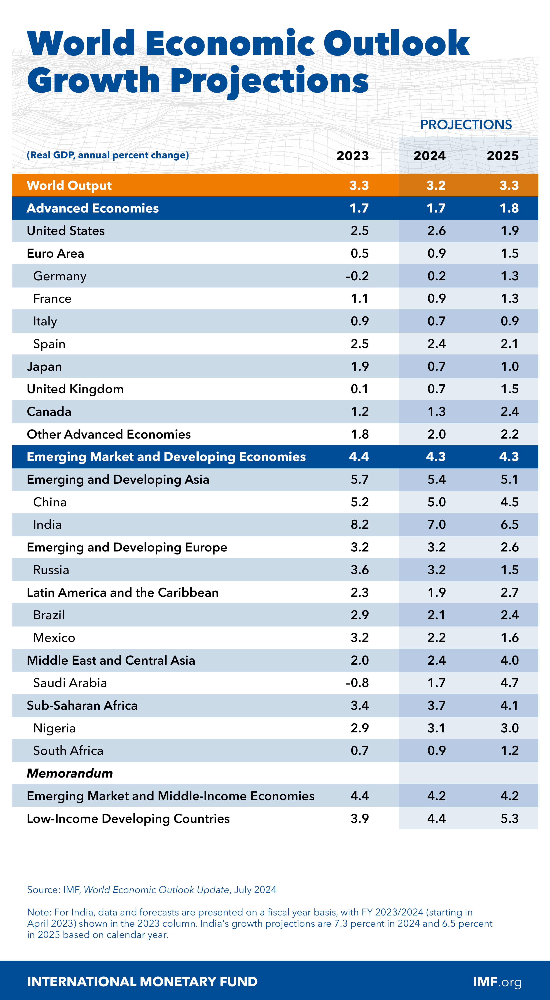 World Economic Outlook
Growth Projections
PROJECTIONS
(Real GDP, annual percent change) 2023 2024 2025
World Output 3.3 3.2 3.3
Advanced Economies 1.7 1.7 1.8
United States 2.5 2.6 1.9
Euro Area 0.5 0.9 1.5
Germany –0.2 0.2 1.3
France 1.1 0.9 1.3
Italy 0.9 0.7 0.9
Spain 2.5 2.4 2.1
Japan 1.9 0.7 1.0
United Kingdom 0.1 0.7 1.5
Canada 1.2 1.3 2.4
Other Advanced Economies 1.8 2.0 2.2
Emerging Market and Developing Economies 4.4 4.3 4.3
Emerging and Developing Asia 5.7 5.4 5.1
China 5.2 5.0 4.5
India 8.2 7.0 6.5
Emerging and Developing Europe 3.2 3.2 2.6
Russia 3.6 3.2 1.5
Latin America and the Caribbean 2.3 1.9 2.7
Brazil 2.9 2.1 2.4
Mexico 3.2 2.2 1.6
Middle East and Central Asia 2.0 2.4 4.0
Saudi Arabia –0.8 1.7 4.7
Sub-Saharan Africa 3.4 3.7 4.1
Nigeria 2.9 3.1 3.0
South Africa 0.7 0.9 1.2
Memorandum
Emerging Market and Middle-Income Economies 4.4 4.2 4.2
Low-Income Developing Countries 3.9 4.4 5.3
Source: IMF, World Economic Outlook Update, July 2024
Note: For India, data and forecasts are presented on a fiscal year basis, with FY 2023/2024 (starting in
April 2023) shown in the 2023 column. India's growth projections are 7.3 percent in 2024 and 6.5 percent
in 2025 based on calendar year.
INTERNATIONAL MONETARY FUND IMF.org